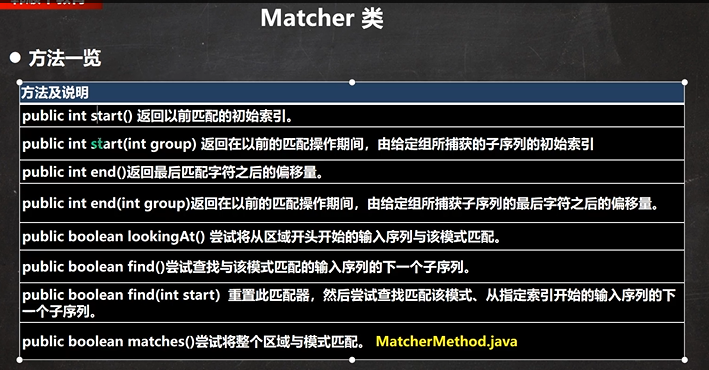 Matcher 类
方法一览
方法及说明
public int start() 返回以前匹配的初始索引。
public int start(int group) 返回在以前的匹配操作期间，由给定组所捕获的子序列的初始索引
public int end()返回最后匹配字符之后的偏移量。
public int end(int group)返回在以前的匹配操作期间，由给定组所捕获子序列的最后字符之后的偏移量。
public boolean lookingAt() 尝试将从区域开头开始的输入序列与该模式匹配。
public boolean find()尝试查找与该模式匹配的输入序列的下一个子序列。
public boolean find(int start) 重置此匹配器，然后尝试查找匹配该模式、从指定索引开始的输入序列的下
一个子序列。
public boolean matches()尝试将整个区域与模式匹配。 MatcherMethod.java